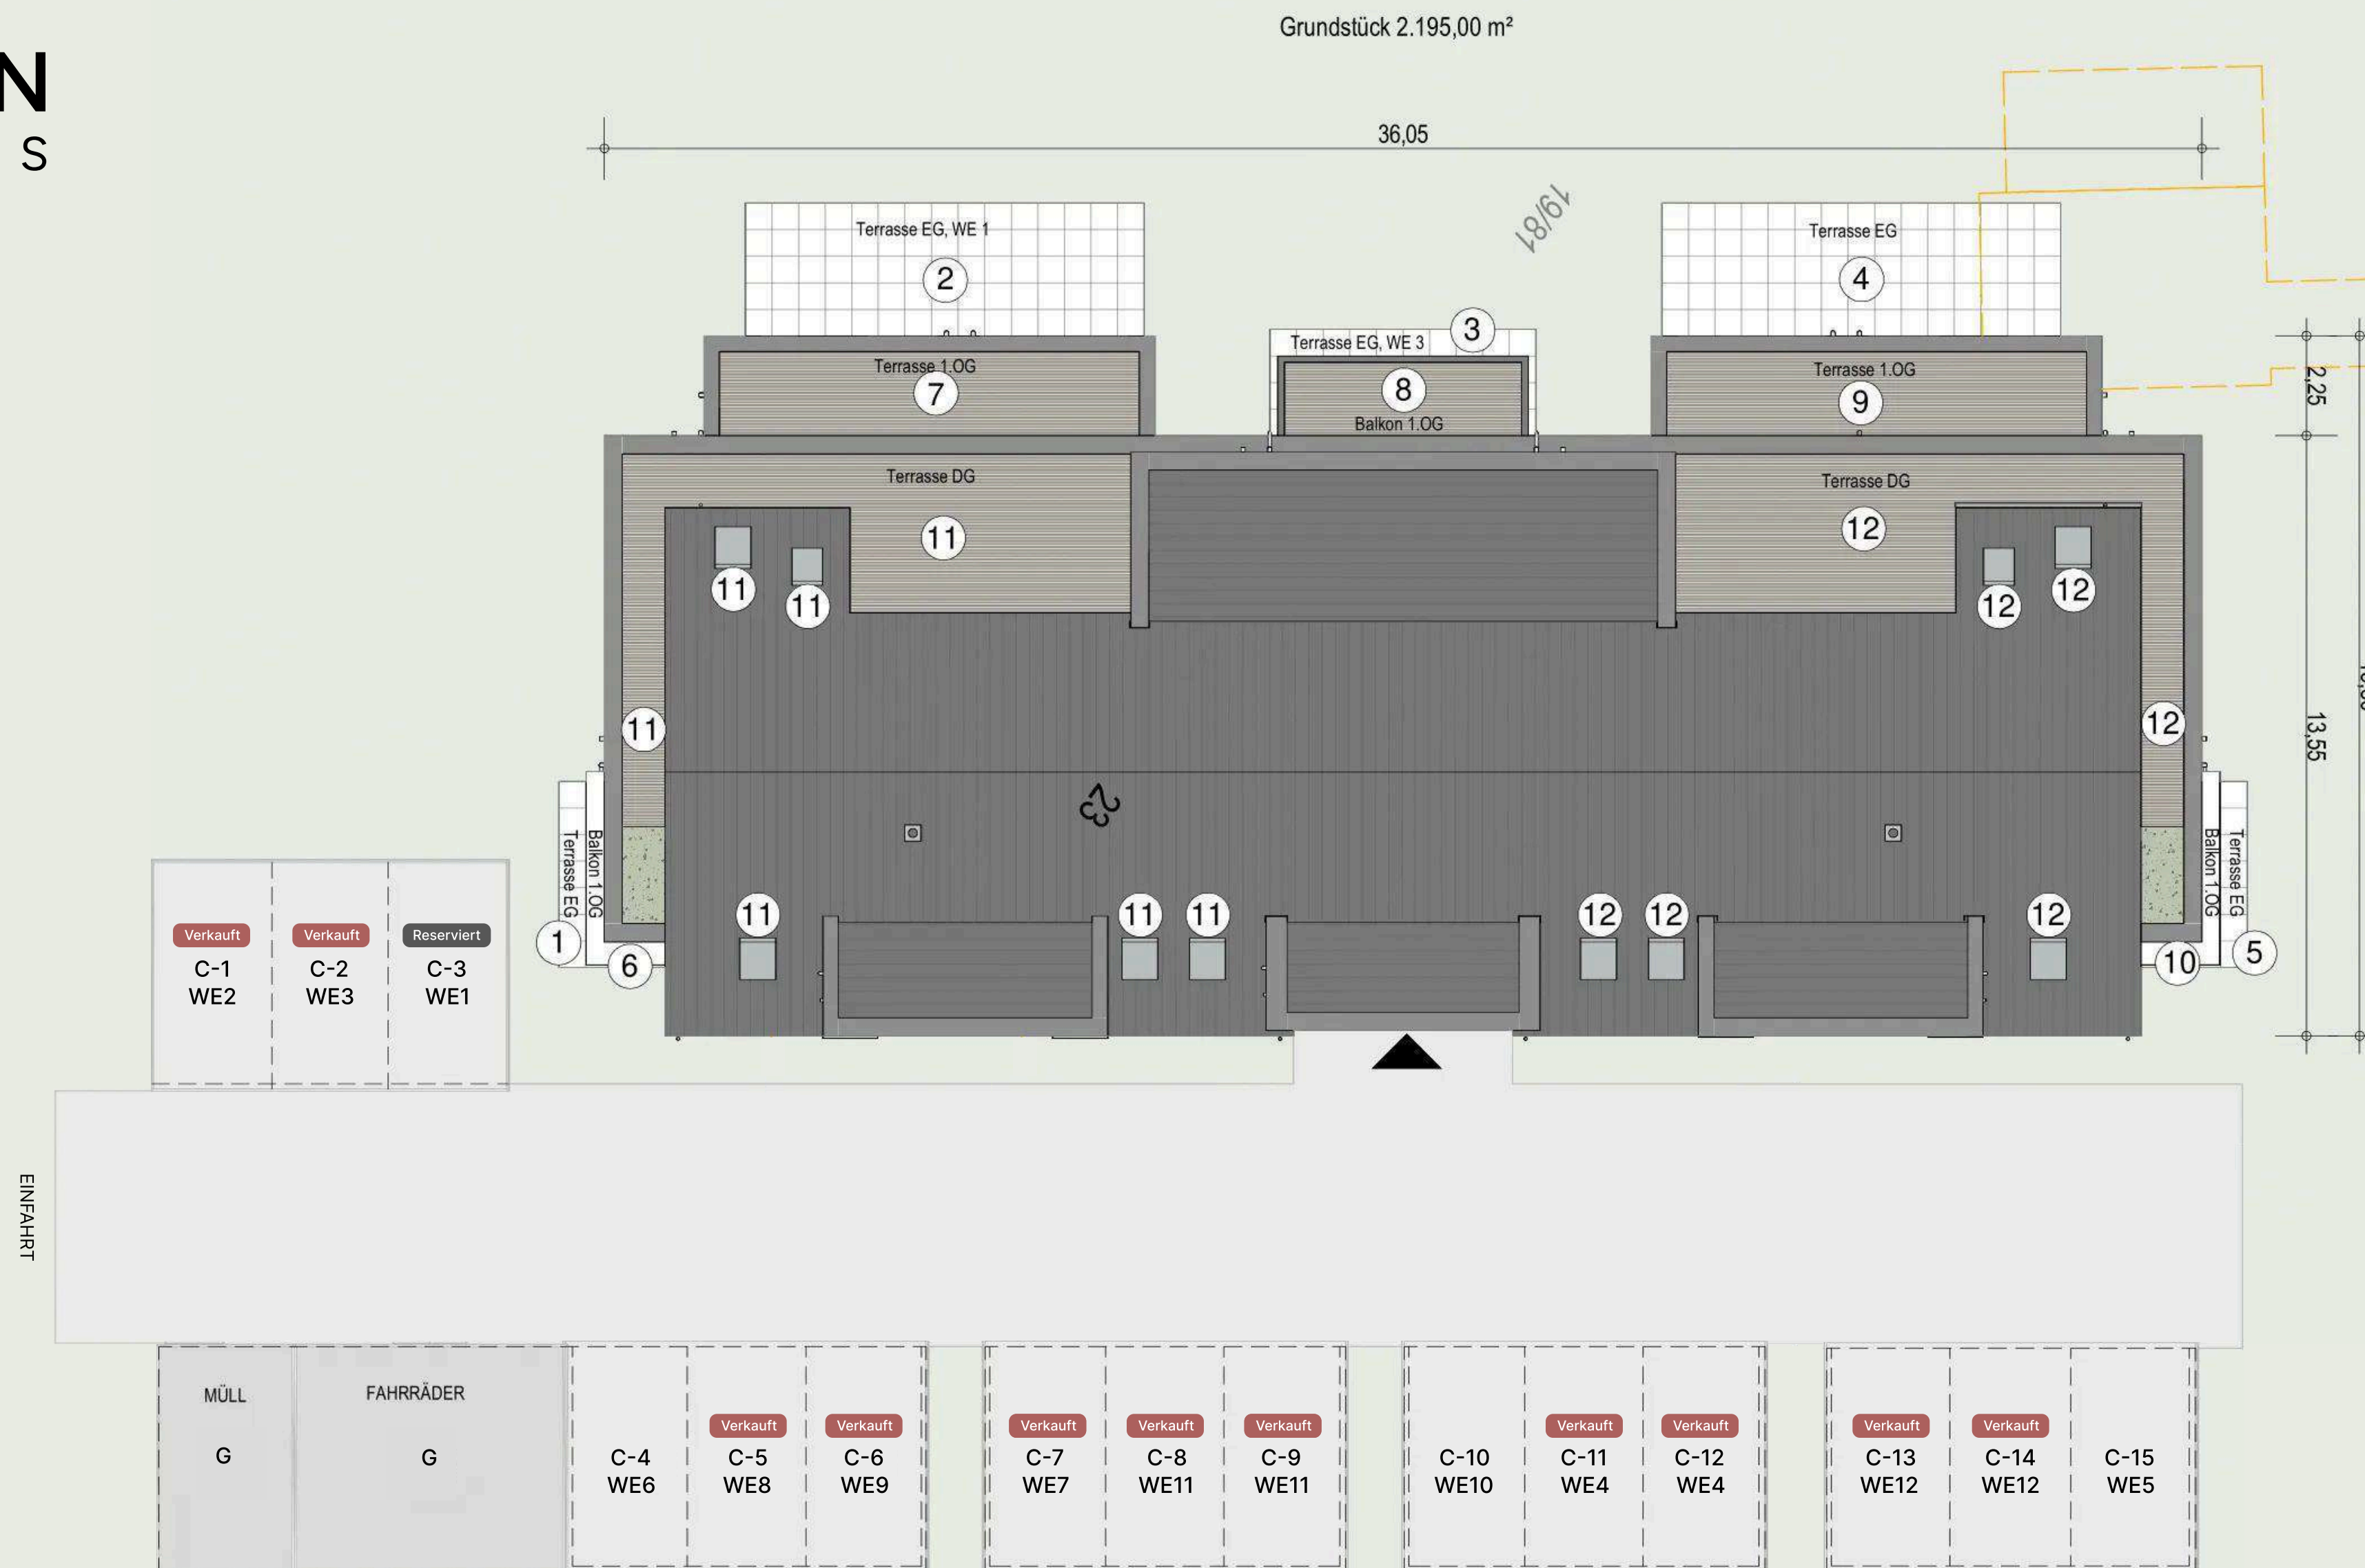 Grundstück 2.195,00 m²
N
S
36,05
19/81
Terrasse EG, WE 1
2
Terrasse EG
4
Terrasse EG, WE 3
3
Terrasse 1.OG
7
8
Balkon 1.OG
Terrasse 1.OG
9
2,25
Terrasse DG
11
Terrasse DG
12
11
11
12
12
11
12
13,55
23
Terrasse EG
Balkon 1.OG
Balkon 1.OG
Terrasse EG
11
11
11
12
12
12
1
6
10
5
Verkauft
C-1
WE2
Verkauft
C-2
WE3
Reserviert
C-3
WE1
EINFAHRT
MÜLL
G
FAHRRÄDER
G
C-4
WE6
Verkauft
C-5
WE8
Verkauft
C-6
WE9
Verkauft
C-7
WE7
Verkauft
C-8
WE11
Verkauft
C-9
WE11
C-10
WE10
Verkauft
C-11
WE4
Verkauft
C-12
WE4
Verkauft
C-13
WE12
Verkauft
C-14
WE12
C-15
WE5